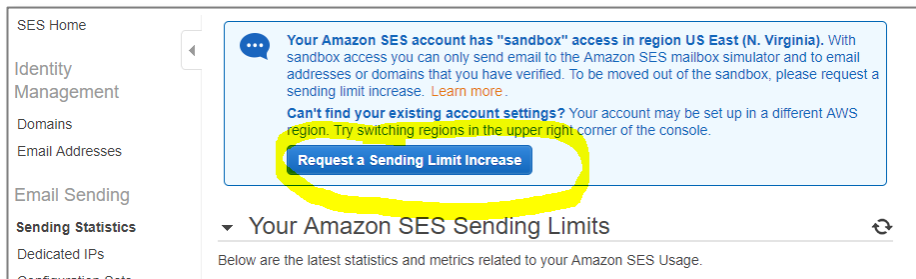 SES Home
Identity
Management
Domains
Email Addresses
Email Sending
Sending Statistics
Dedicated IPs
Your Amazon SES account has "sandbox" access in region US East (N. Virginia). With
sandbox access you can only send email to the Amazon SES mailbox simulator and to email
addresses or domains that you have verified. To be moved out of the sandbox, please request a
sending limit increase. Learn more.
Can't find your existing account settings? Your account may be set up in a different AWS
region. Try switching regions in the upper right corner of the console.
Request a Sending Limit Increase
Your Amazon SES Sending Limits
Below are the latest statistics and metrics related to your Amazon SES Usage.